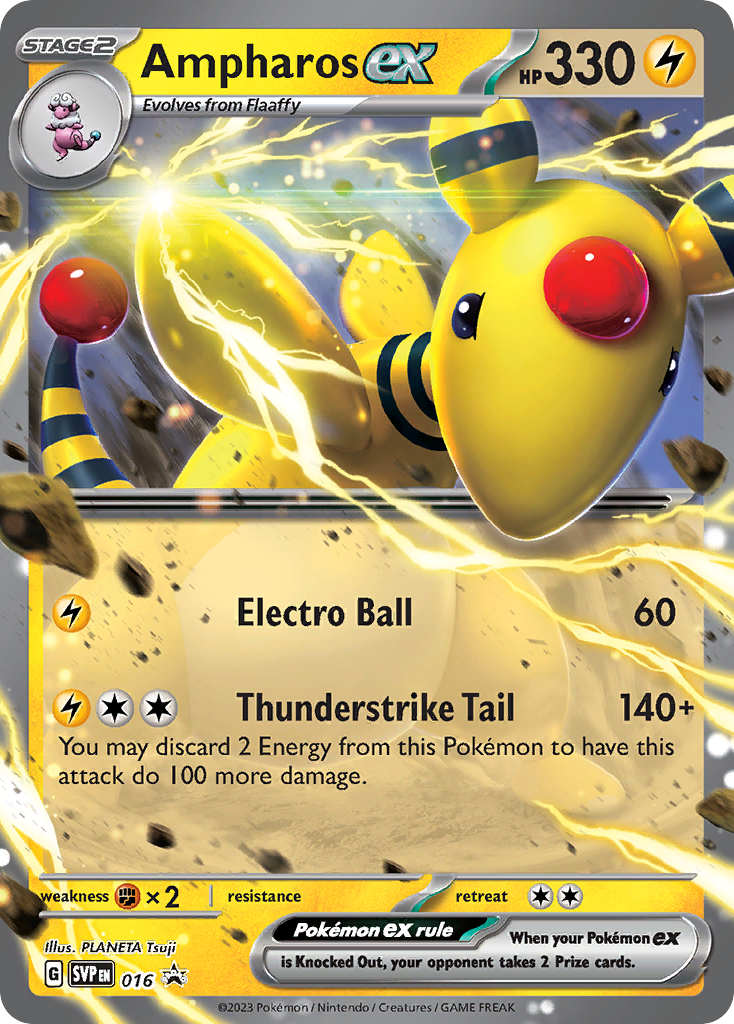 STAGE2
Ampharos ex
HP 330
Evolves from Flaaffy
Electro Ball 60
Thunderstrike Tail 140+
You may discard 2 Energy from this Pokémon to have this
attack do 100 more damage.
weakness ×2 resistance retreat
Illus. PLANETA Tsuji
Pokémon ex rule
When your Pokémon ex
is Knocked Out, your opponent takes 2 Prize cards.
G SVP EN 016
©2023 Pokémon / Nintendo / Creatures / GAME FREAK